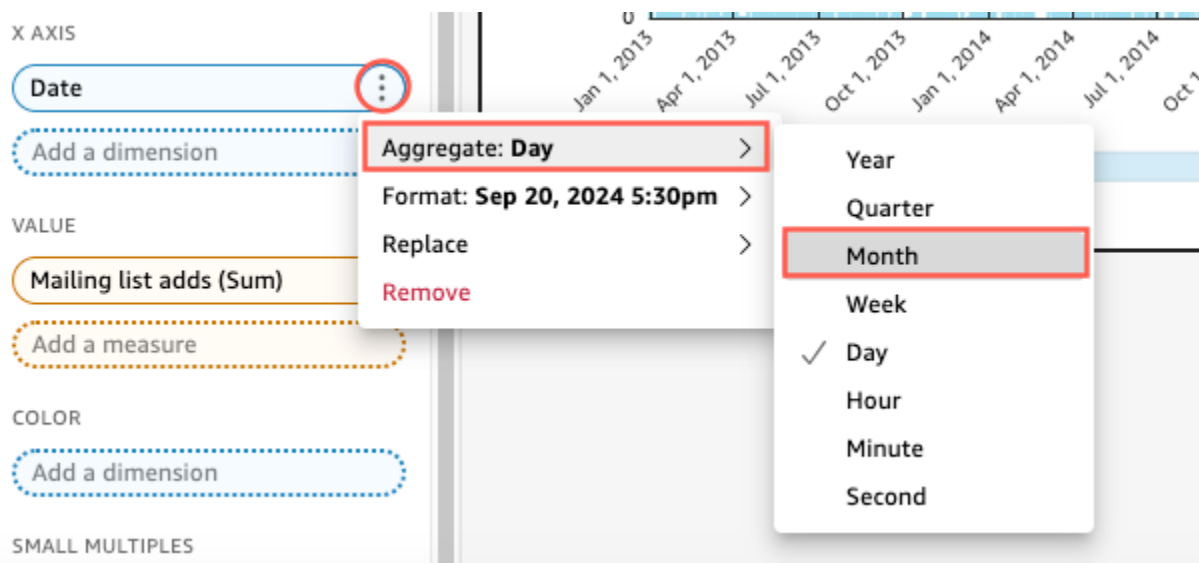 X AXIS
Date
Add a dimension
VALUE
Mailing list adds (Sum)
Add a measure
COLOR
Add a dimension
SMALL MULTIPLES
0
Jan 1, 2013
Apr 1, 2013
Jul 1, 2013
Oct 1, 2013
Jan 1, 2014
Apr 1, 2014
Jul 1, 2014
Oct 1
Aggregate: Day
Format: Sep 20, 2024 5:30pm
Replace
Remove
Year
Quarter
Month
Week
Day
Hour
Minute
Second